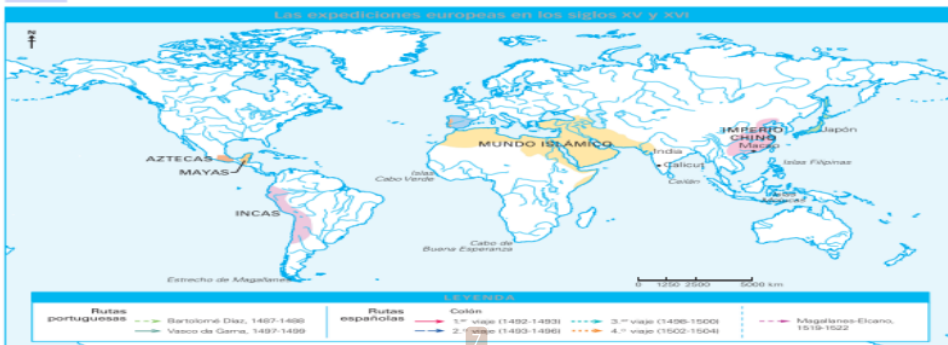 Las expediciones europeas en los siglos XV y XVI
N
AZTECAS
MAYAS
INCAS
MUNDO ISLÁMICO
IMPERIO
CHINO
Macao
Japón
India
Calicut
Ceilán
Islas Filipinas
Islas
Cabo Verde
Cabo de
Buena Esperanza
Estrecho de Magallanes
0 1250 2500 5000 km
LEYENDA
Rutas
portuguesas
Bartolomé Díaz, 1487-1488
Vasco da Gama, 1497-1499
Rutas
españolas
Colón
1.er viaje (1492-1493)
2.º viaje (1493-1496)
3.er viaje (1498-1500)
4.º viaje (1502-1504)
Magallanes-Elcano,
1519-1522
7